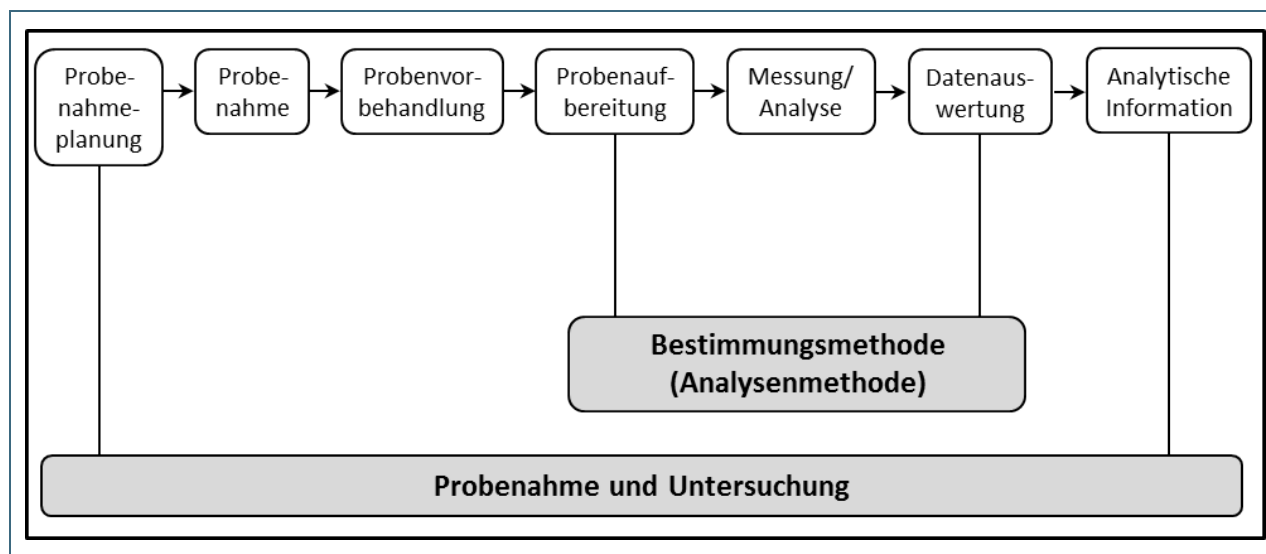 Probe-
nahme-
planung
Probe-
nahme
Probenvor-
behandlung
Probenauf-
bereitung
Messung/
Analyse
Datenaus-
wertung
Analytische
Information
Bestimmungsmethode
(Analysenmethode)
Probenahme und Untersuchung